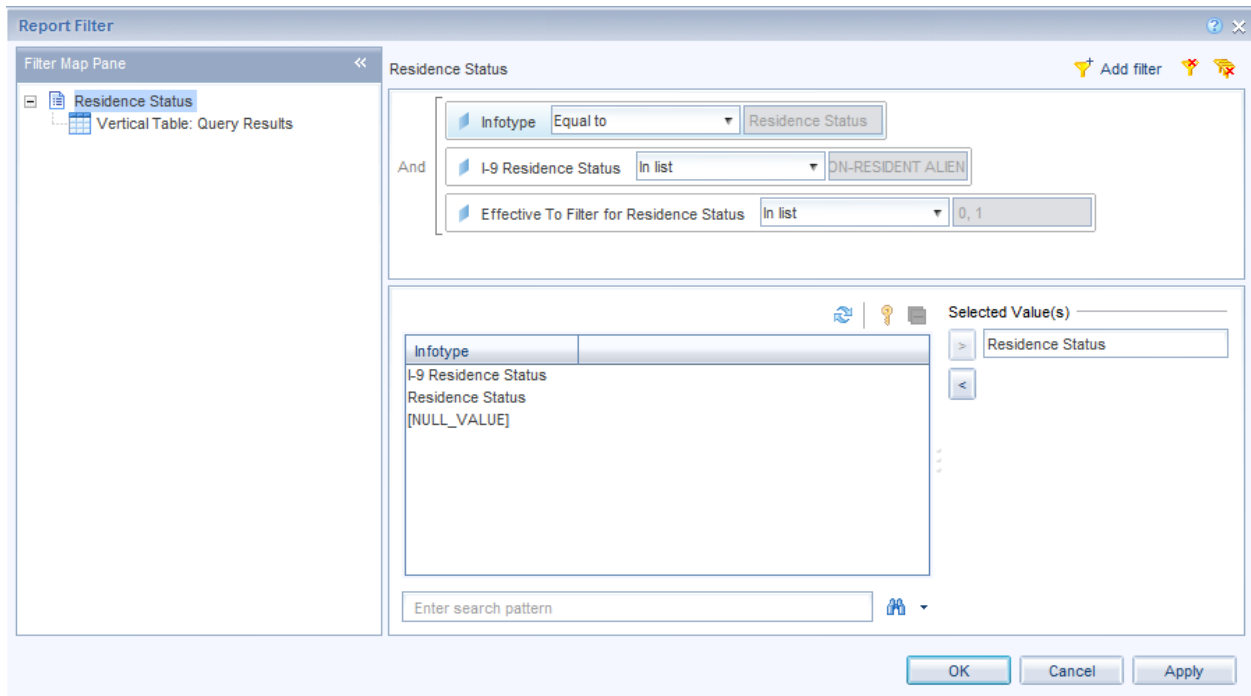 Report Filter
Filter Map Pane
Residence Status
Vertical Table: Query Results
Residence Status
Add filter
And
Infotype Equal to Residence Status
I-9 Residence Status In list ON-RESIDENT ALIEN
Effective To Filter for Residence Status In list 0, 1
Selected Value(s)
Infotype
I-9 Residence Status
Residence Status
[NULL_VALUE]
>
Residence Status
<
Enter search pattern
OK Cancel Apply